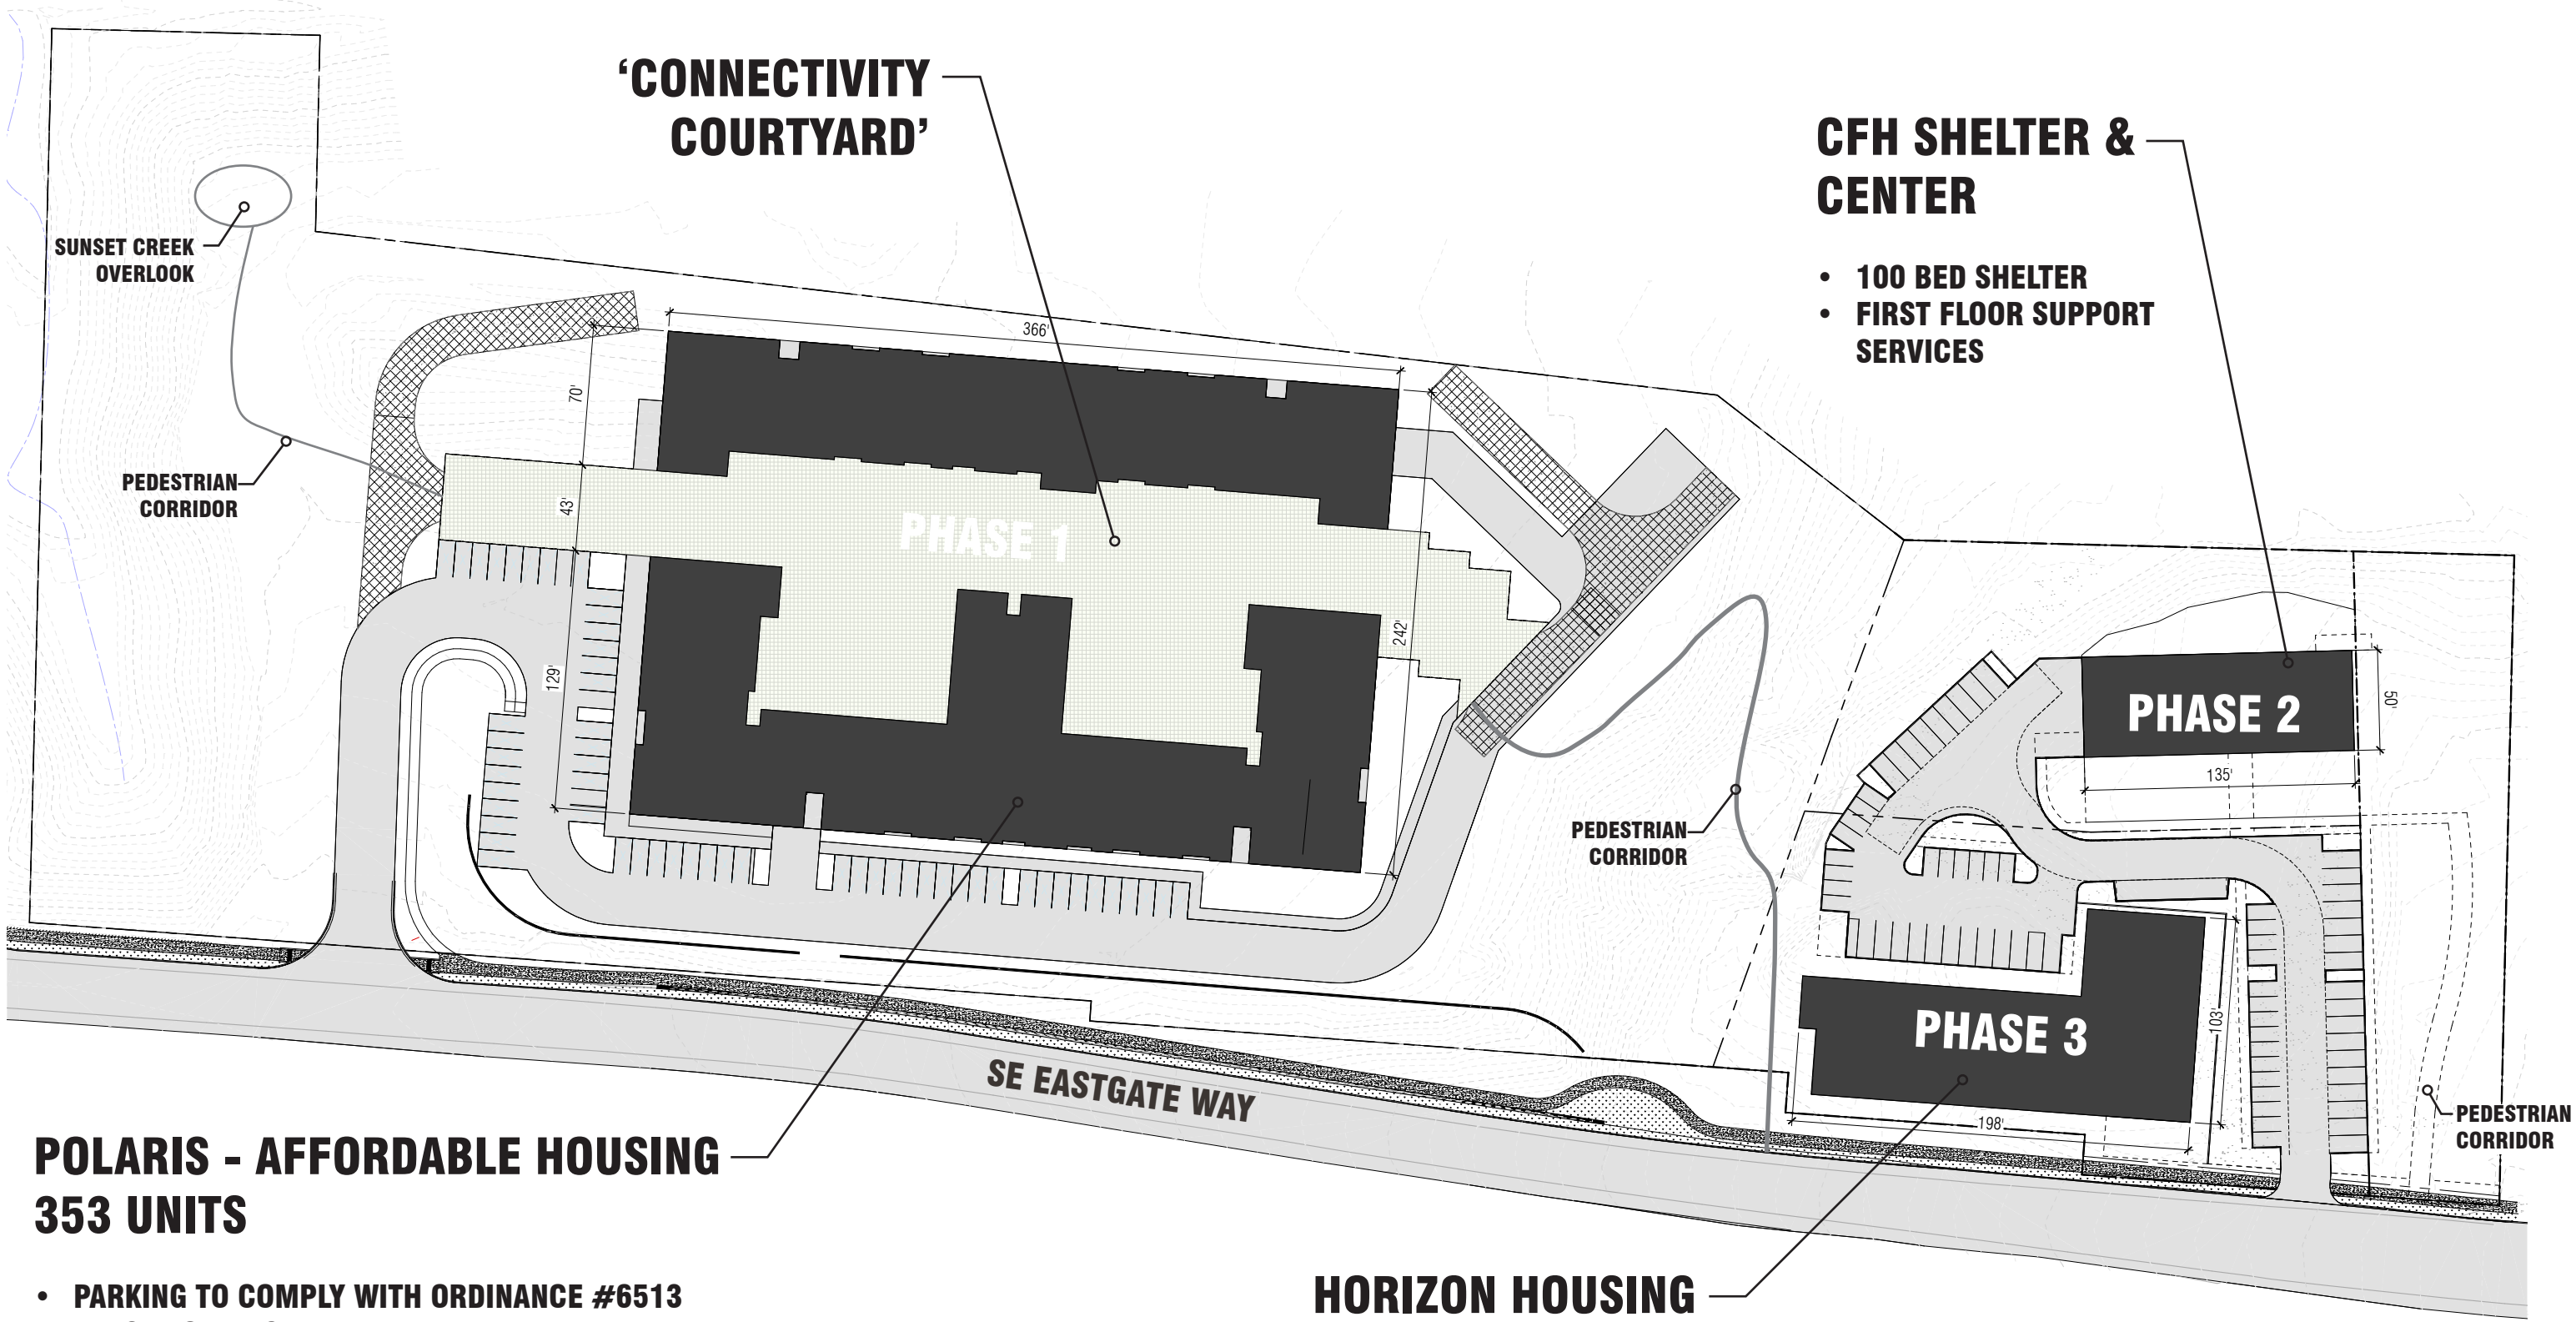 ‘CONNECTIVITY
COURTYARD’
CFH SHELTER &
CENTER
• 100 BED SHELTER
• FIRST FLOOR SUPPORT
SERVICES
SUNSET CREEK
OVERLOOK
PEDESTRIAN
CORRIDOR
366'
70'
43'
PHASE 1
129'
242'
PHASE 2
50'
135'
PEDESTRIAN
CORRIDOR
PHASE 3
103'
198'
SE EASTGATE WAY
PEDESTRIAN
CORRIDOR
POLARIS - AFFORDABLE HOUSING
353 UNITS
• PARKING TO COMPLY WITH ORDINANCE #6513
HORIZON HOUSING